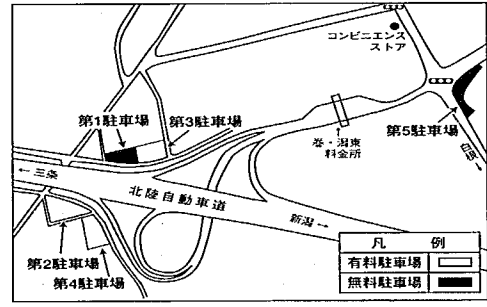 コンビニエンス
ストア
第1駐車場
第3駐車場
巻・潟東
料金所
第5駐車場
白根→
←三条
北陸自動車道
新潟→
第2駐車場
第4駐車場
凡 例
有料駐車場
無料駐車場